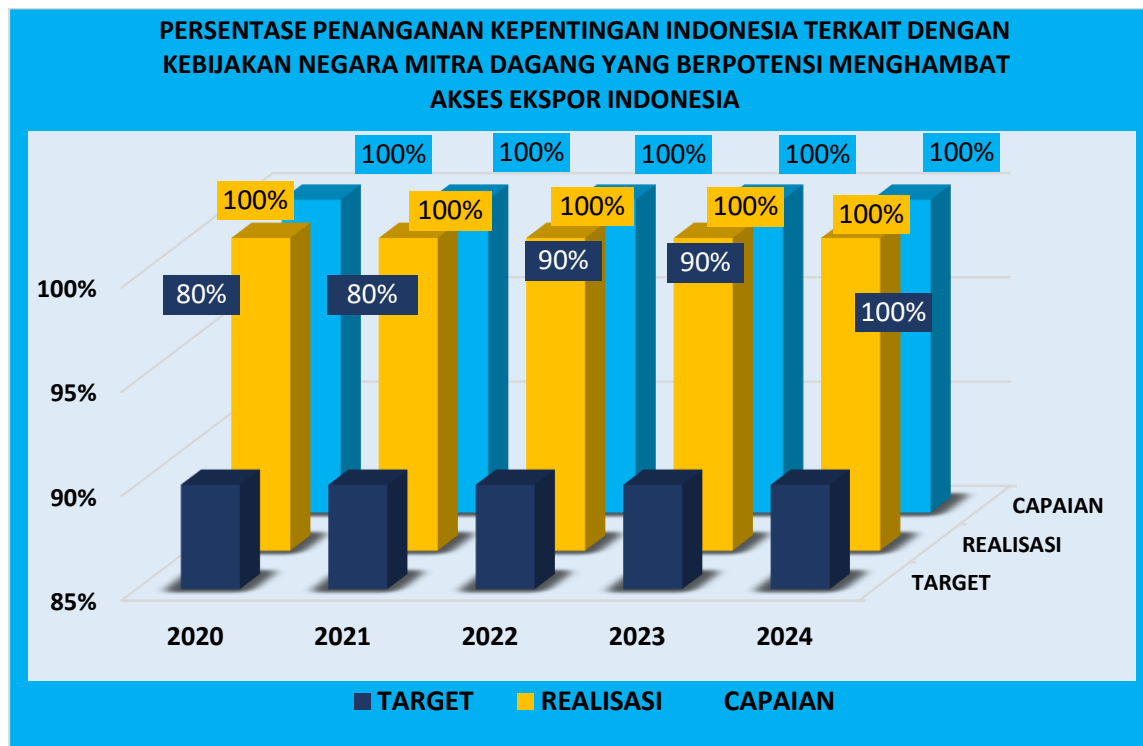 PERSENTASE PENANGANAN KEPENTINGAN INDONESIA TERKAIT DENGAN
KEBIJAKAN NEGARA MITRA DAGANG YANG BERPOTENSI MENGHAMBAT
AKSES EKSPOR INDONESIA
100% 100% 100% 100% 100%
100% 100% 100% 100% 100%
80% 80% 90% 90% 100%
100%
95%
90%
85%
CAPAIAN
REALISASI
TARGET
2020 2021 2022 2023 2024
TARGET REALISASI CAPAIAN